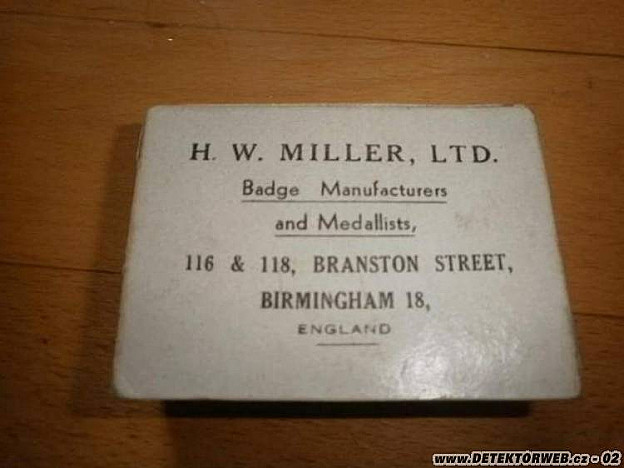 H. W. MILLER, LTD.
Badge Manufacturers
and Medallists,
116 & 118, BRANSTON STREET,
BIRMINGHAM 18,
ENGLAND
www.DETEKTORWEB.cz - 02